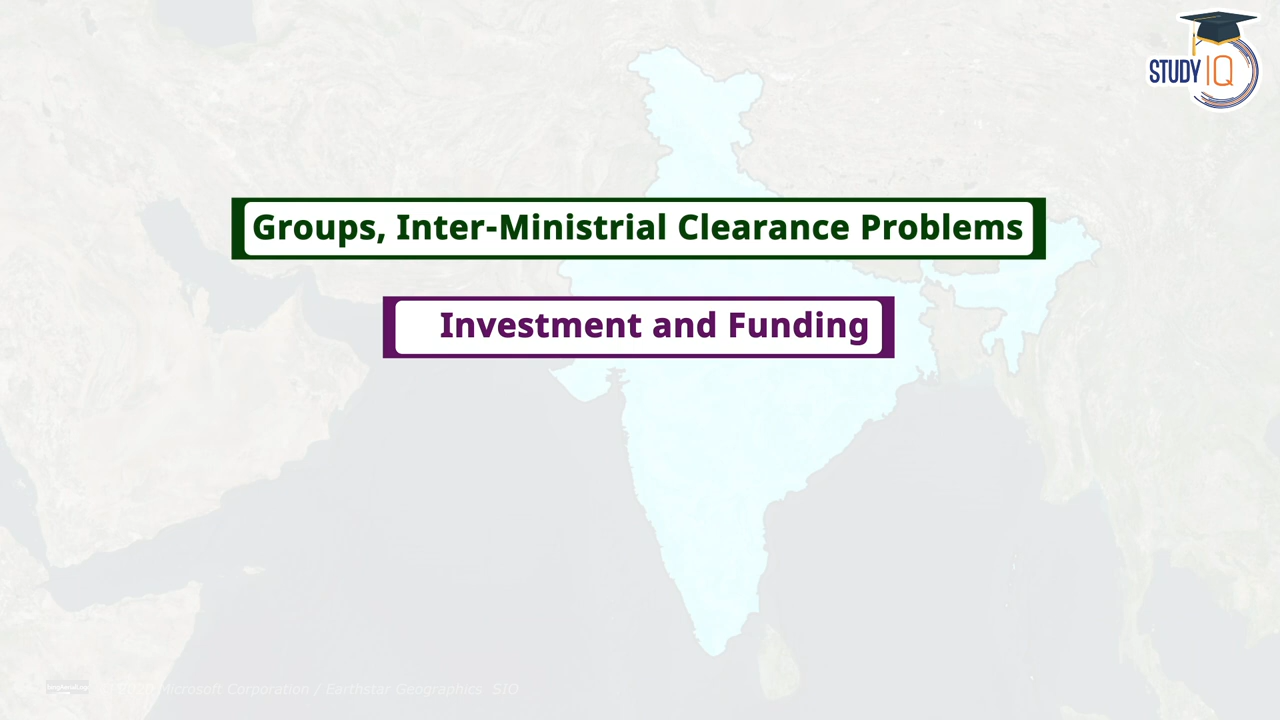 STUDY IQ
Groups, Inter-Ministrial Clearance Problems
Investment and Funding
Microsoft Corporation / Earthstar Geographics SIO